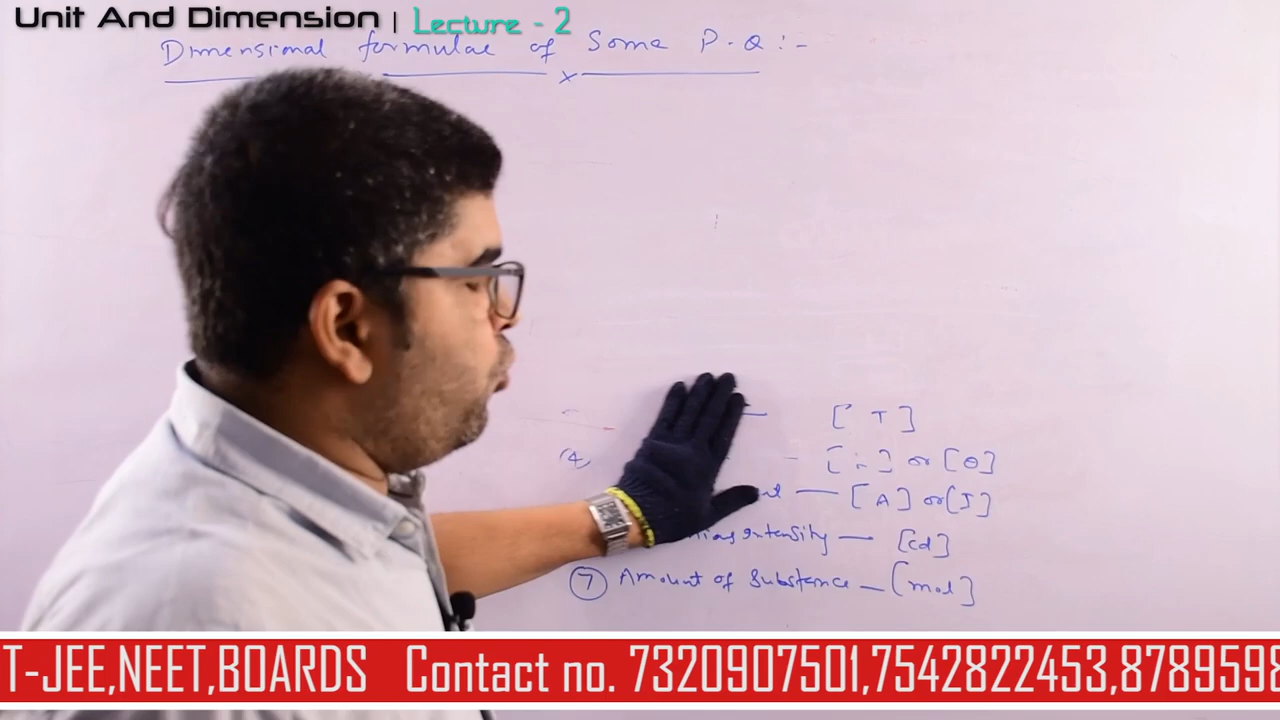 Unit And Dimension | Lecture - 2
Dimensional formulae of Some P.Q :-
[ T ]
(4) [ ] or [θ]
[ A ] or [I]
intensity — [cd]
(7) Amount of Substance — [mol]
T-JEE,NEET,BOARDS Contact no. 7320907501,7542822453,8789598